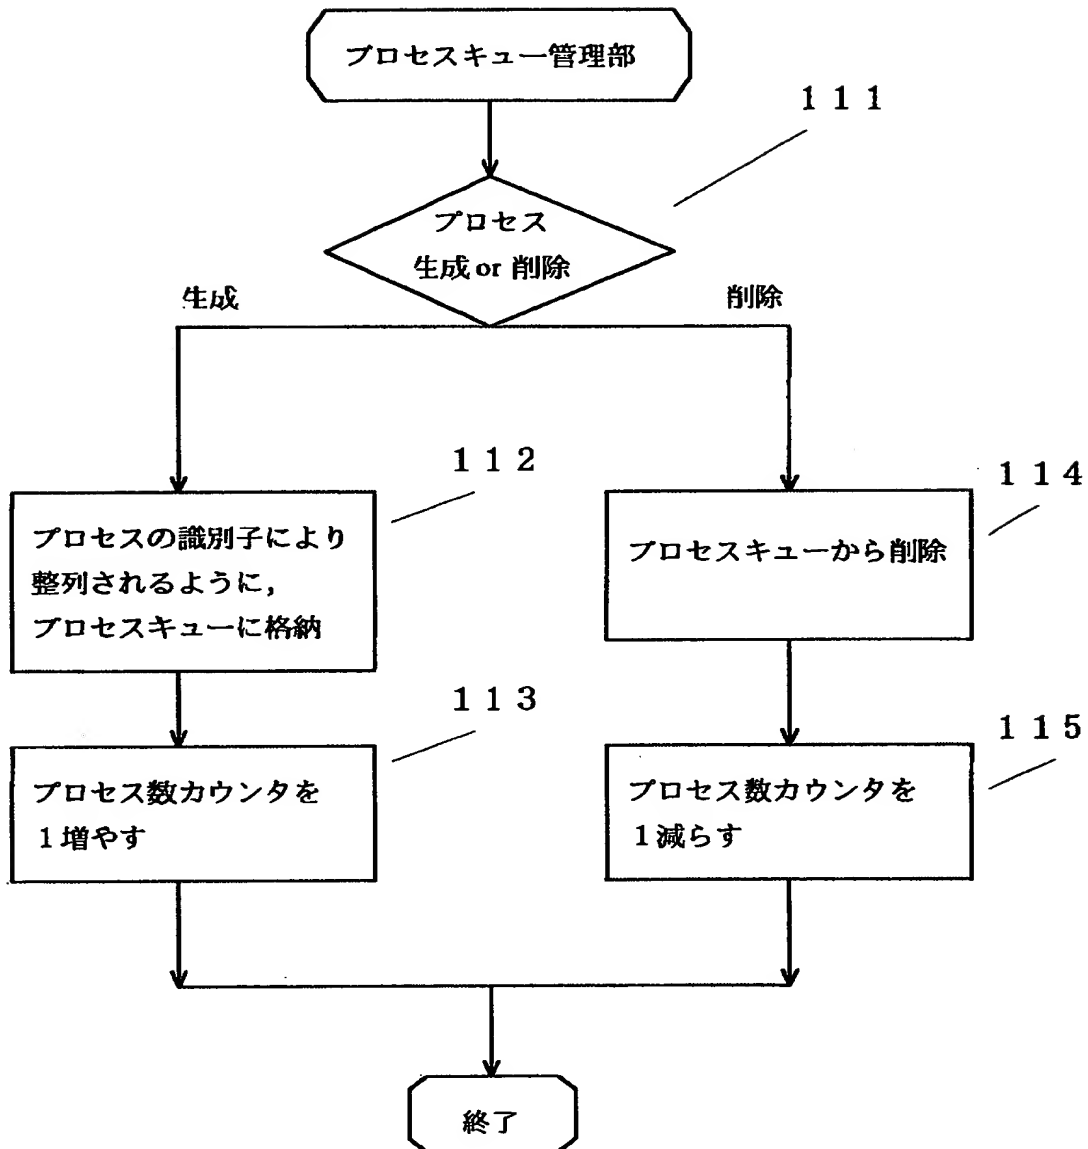 プロセスキュー管理部
111
プロセス
生成 or 削除
生成
削除
112
プロセスの識別子により
整列されるように，
プロセスキューに格納
114
プロセスキューから削除
113
プロセス数カウンタを
1増やす
115
プロセス数カウンタを
1減らす
終了